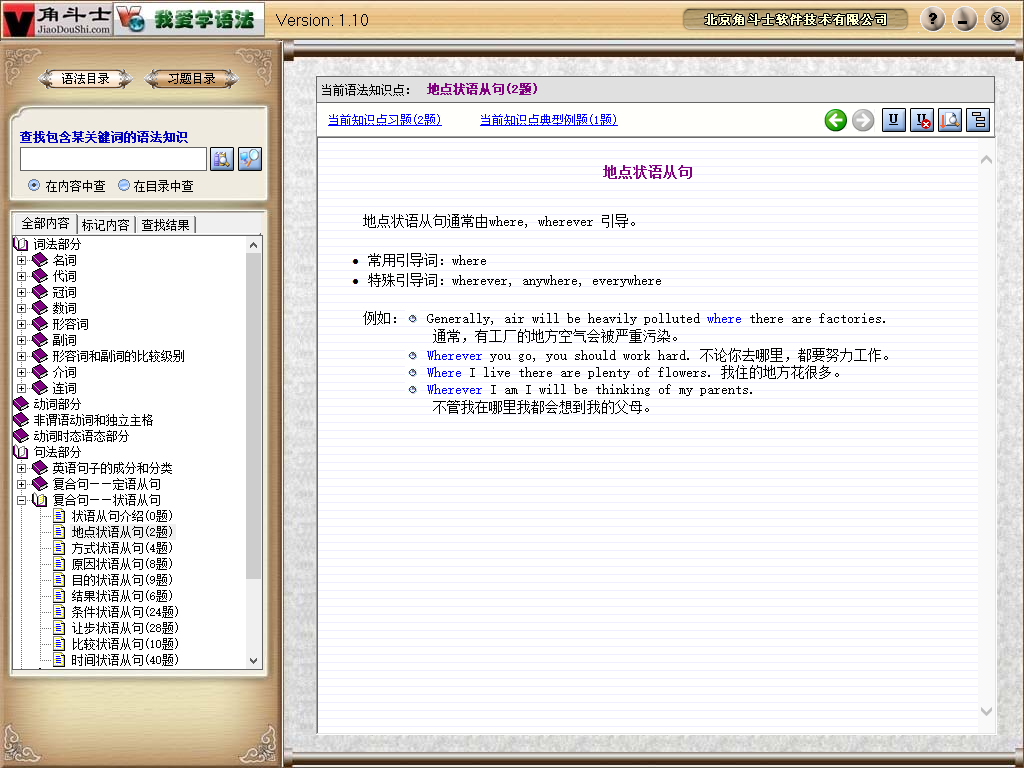 角斗士
JiaoDouShi.com
我爱学语法
Version: 1.10
北京角斗士软件技术有限公司
语法目录
习题目录
查找包含某关键词的语法知识
在内容中查
在目录中查
全部内容
标记内容
查找结果
词法部分
名词
代词
冠词
数词
形容词
副词
形容词和副词的比较级别
介词
连词
动词部分
非谓语动词和独立主格
动词时态语态部分
句法部分
英语句子的成分和分类
复合句——定语从句
复合句——状语从句
状语从句介绍(0题)
地点状语从句(2题)
方式状语从句(4题)
原因状语从句(8题)
目的状语从句(9题)
结果状语从句(6题)
条件状语从句(24题)
让步状语从句(28题)
比较状语从句(10题)
时间状语从句(40题)
当前语法知识点： 地点状语从句(2题)
当前知识点习题(2题)
当前知识点典型例题(1题)
地点状语从句
地点状语从句通常由where, wherever 引导。
常用引导词：where
特殊引导词：wherever, anywhere, everywhere
例如： Generally, air will be heavily polluted where there are factories.
通常，有工厂的地方空气会被严重污染。
Wherever you go, you should work hard. 不论你去哪里，都要努力工作。
Where I live there are plenty of flowers. 我住的地方花很多。
Wherever I am I will be thinking of my parents.
不管我在哪里我都会想到我的父母。